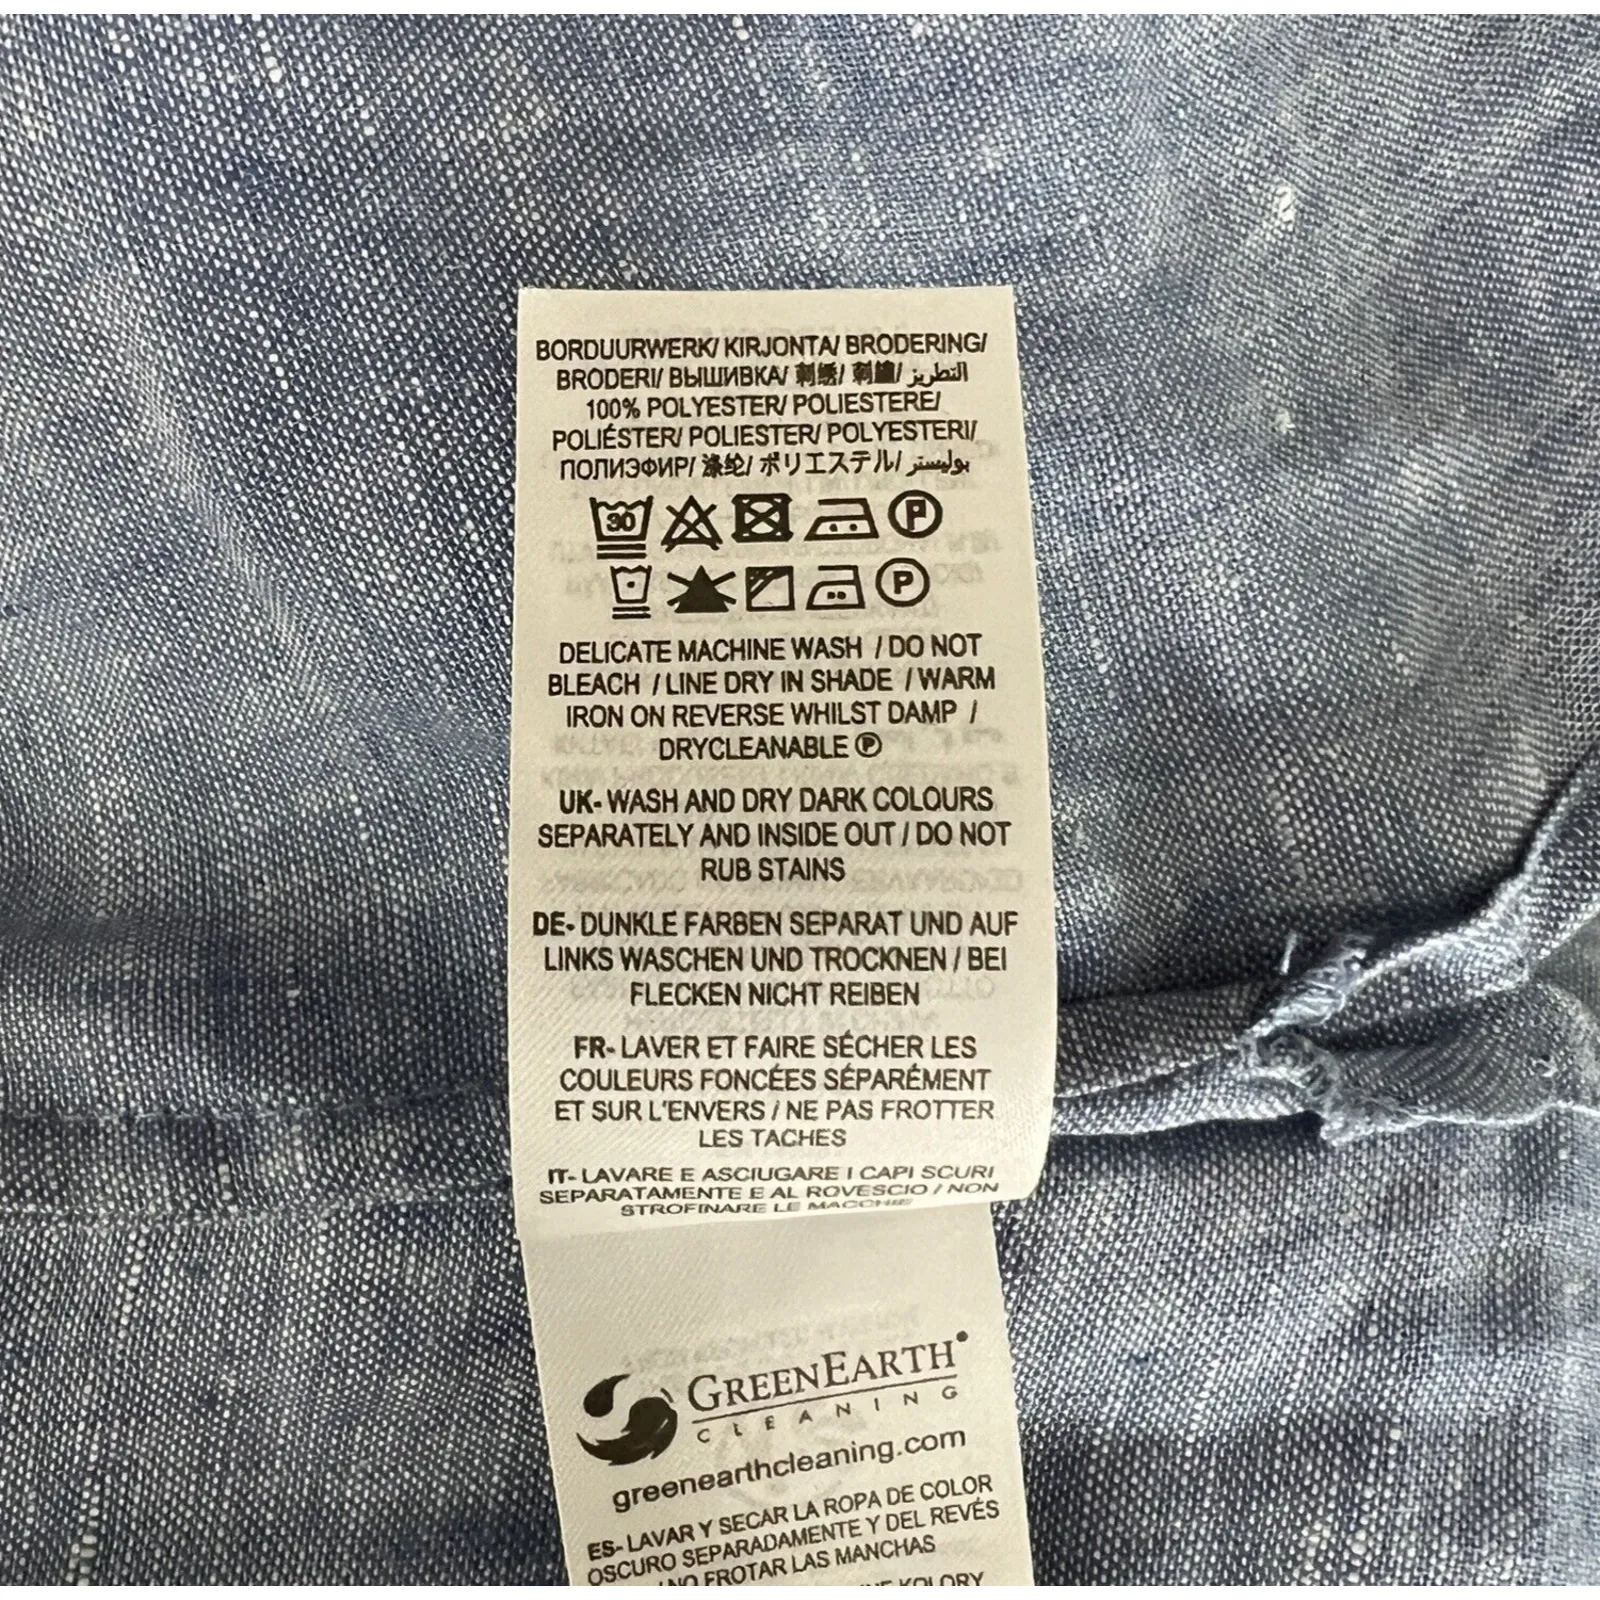 BORDUURWERK/ KIRJONTA/ BRODERING/
BRODERI/ ВЫШИВКА/ 刺绣/ 刺繍/ التطريز
100% POLYESTER/ POLIESTERE/
POLIÉSTER/ POLIESTER/ POLYESTERI/
ПОЛИЭФИР/ 涤纶/ ポリエステル/ بوليستر
30 P
P
DELICATE MACHINE WASH / DO NOT
BLEACH / LINE DRY IN SHADE / WARM
IRON ON REVERSE WHILST DAMP /
DRYCLEANABLE Ⓟ
UK- WASH AND DRY DARK COLOURS
SEPARATELY AND INSIDE OUT / DO NOT
RUB STAINS
DE- DUNKLE FARBEN SEPARAT UND AUF
LINKS WASCHEN UND TROCKNEN / BEI
FLECKEN NICHT REIBEN
FR- LAVER ET FAIRE SÉCHER LES
COULEURS FONCÉES SÉPARÉMENT
ET SUR L'ENVERS / NE PAS FROTTER
LES TACHES
IT- LAVARE E ASCIUGARE I CAPI SCURI
SEPARATAMENTE E AL ROVESCIO / NON
STROFINARE LE MACCHIE
GREENEARTH
CLEANING
greenearthcleaning.com
ES- LAVAR Y SECAR LA ROPA DE COLOR
OSCURO SEPARADAMENTE Y DEL REVÉS
/ NO FROTAR LAS MANCHAS
KOLORY